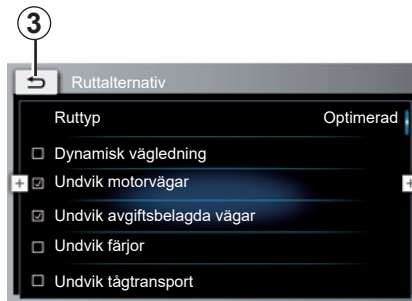 3
Ruttalternativ
Ruttyp Optimerad
Dynamisk vägledning
Undvik motorvägar
Undvik avgiftsbelagda vägar
Undvik färjor
Undvik tågtransport